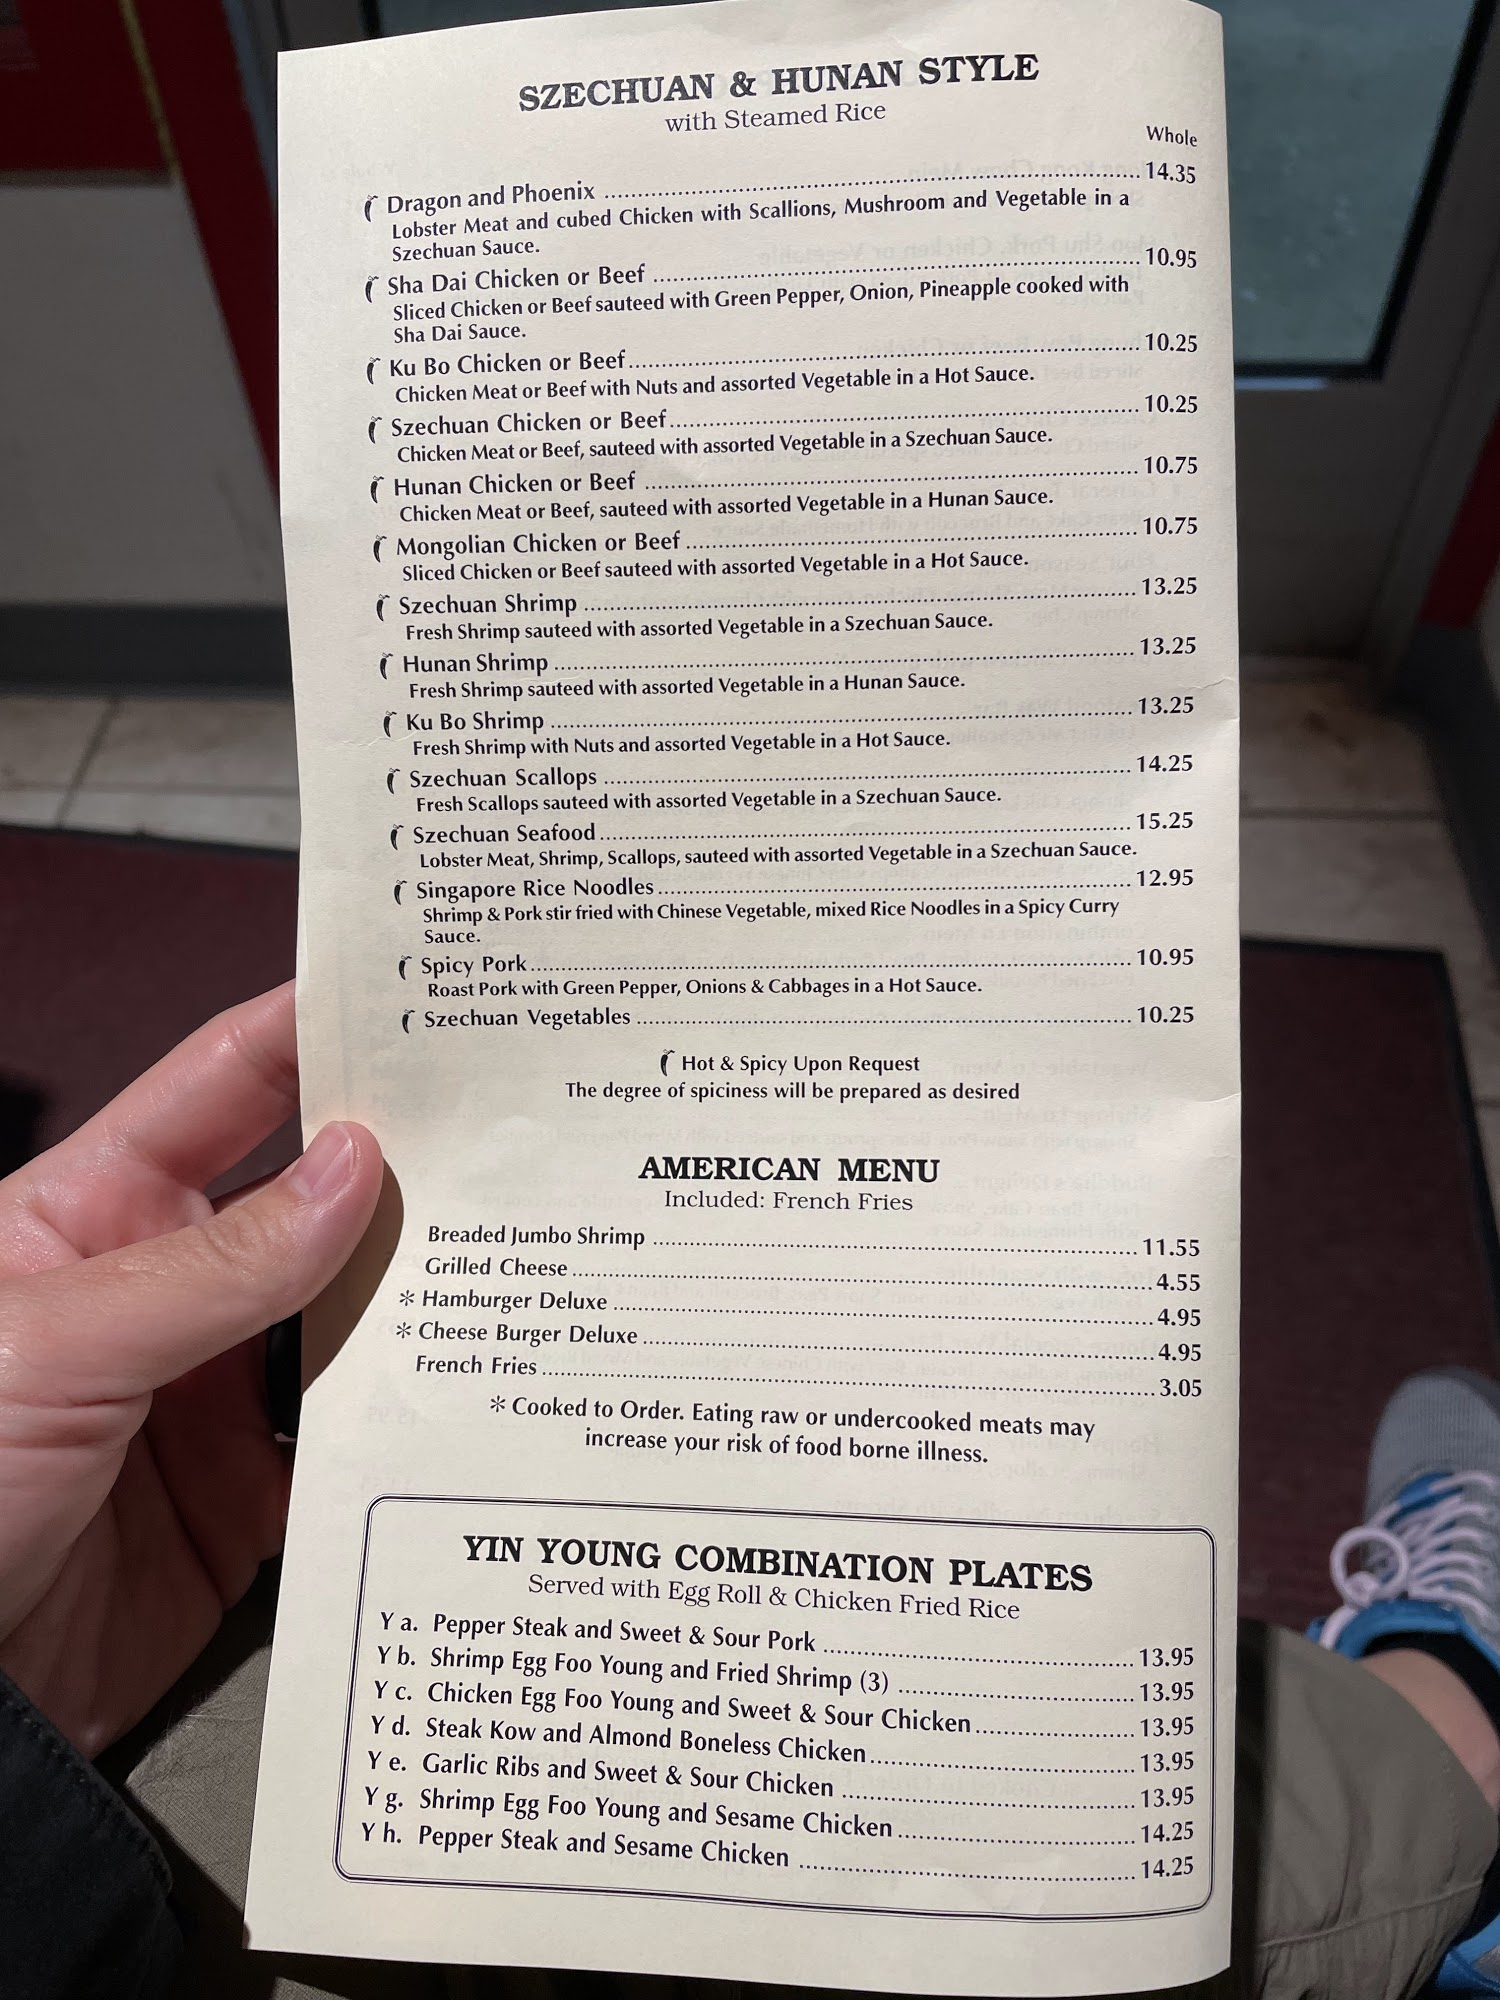 SZECHUAN & HUNAN STYLE
with Steamed Rice
Whole
Dragon and Phoenix ........ 14.35
Lobster Meat and cubed Chicken with Scallions, Mushroom and Vegetable in a
Szechuan Sauce.
Sha Dai Chicken or Beef ........ 10.95
Sliced Chicken or Beef sauteed with Green Pepper, Onion, Pineapple cooked with
Sha Dai Sauce.
Ku Bo Chicken or Beef ........ 10.25
Chicken Meat or Beef with Nuts and assorted Vegetable in a Hot Sauce.
Szechuan Chicken or Beef ........ 10.25
Chicken Meat or Beef, sauteed with assorted Vegetable in a Szechuan Sauce.
Hunan Chicken or Beef ........ 10.75
Chicken Meat or Beef, sauteed with assorted Vegetable in a Hunan Sauce.
Mongolian Chicken or Beef ........ 10.75
Sliced Chicken or Beef sauteed with assorted Vegetable in a Hot Sauce.
Szechuan Shrimp ........ 13.25
Fresh Shrimp sauteed with assorted Vegetable in a Szechuan Sauce.
Hunan Shrimp ........ 13.25
Fresh Shrimp sauteed with assorted Vegetable in a Hunan Sauce.
Ku Bo Shrimp ........ 13.25
Fresh Shrimp with Nuts and assorted Vegetable in a Hot Sauce.
Szechuan Scallops ........ 14.25
Fresh Scallops sauteed with assorted Vegetable in a Szechuan Sauce.
Szechuan Seafood ........ 15.25
Lobster Meat, Shrimp, Scallops, sauteed with assorted Vegetable in a Szechuan Sauce.
Singapore Rice Noodles ........ 12.95
Shrimp & Pork stir fried with Chinese Vegetable, mixed Rice Noodles in a Spicy Curry
Sauce.
Spicy Pork ........ 10.95
Roast Pork with Green Pepper, Onions & Cabbages in a Hot Sauce.
Szechuan Vegetables ........ 10.25
Hot & Spicy Upon Request
The degree of spiciness will be prepared as desired
AMERICAN MENU
Included: French Fries
Breaded Jumbo Shrimp ........ 11.55
Grilled Cheese ........ 4.55
* Hamburger Deluxe ........ 4.95
* Cheese Burger Deluxe ........ 4.95
French Fries ........ 3.05
* Cooked to Order. Eating raw or undercooked meats may
increase your risk of food borne illness.
YIN YOUNG COMBINATION PLATES
Served with Egg Roll & Chicken Fried Rice
Y a. Pepper Steak and Sweet & Sour Pork ........ 13.95
Y b. Shrimp Egg Foo Young and Fried Shrimp (3) ........ 13.95
Y c. Chicken Egg Foo Young and Sweet & Sour Chicken ........ 13.95
Y d. Steak Kow and Almond Boneless Chicken ........ 13.95
Y e. Garlic Ribs and Sweet & Sour Chicken ........ 13.95
Y g. Shrimp Egg Foo Young and Sesame Chicken ........ 14.25
Y h. Pepper Steak and Sesame Chicken ........ 14.25